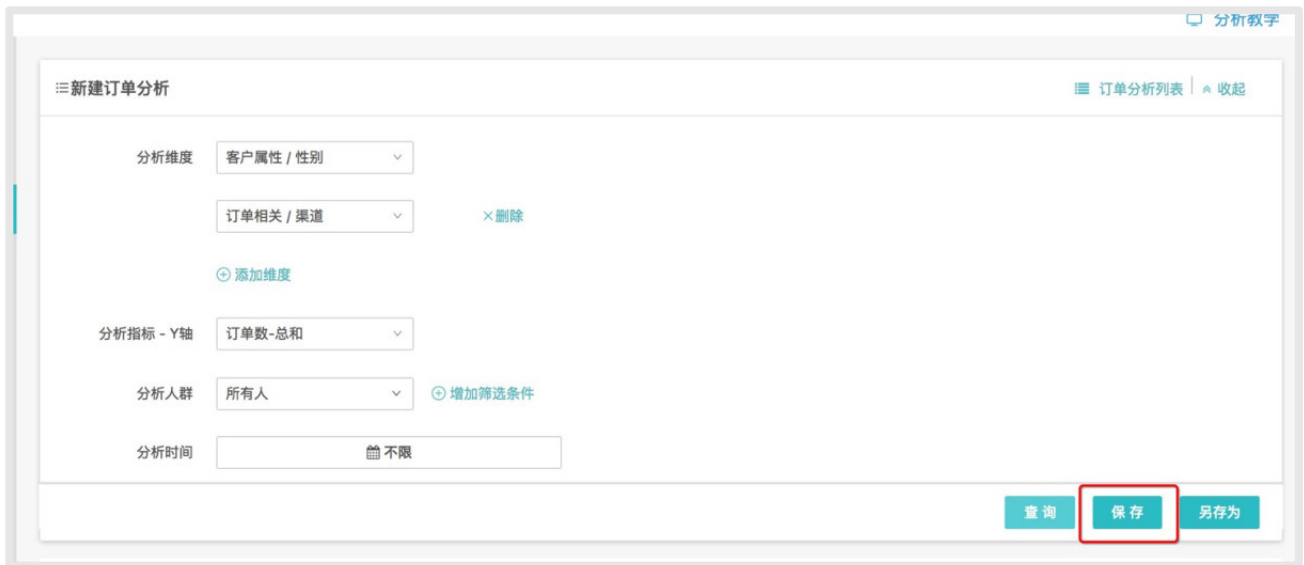 分析教学
新建订单分析
订单分析列表 收起
分析维度 客户属性 / 性别
订单相关 / 渠道 删除
添加维度
分析指标 - Y轴 订单数-总和
分析人群 所有人 增加筛选条件
分析时间 不限
查询 保存 另存为